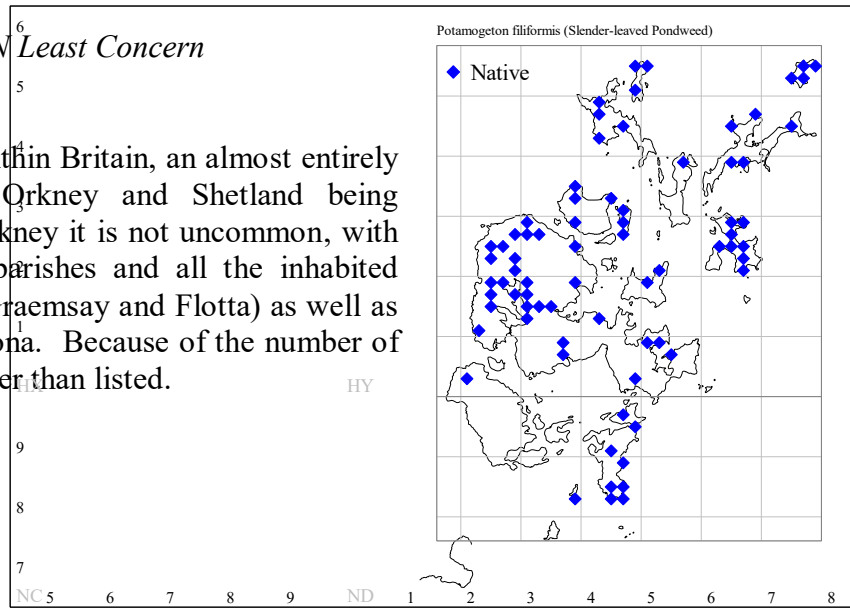 Least Concern
Potamogeton filiformis (Slender-leaved Pondweed)
Native
thin Britain, an almost entirely
Orkney and Shetland being
kney it is not uncommon, with
parishes and all the inhabited
raemsay and Flotta) as well as
ona. Because of the number of
er than listed.
6
5
4
3
2
1
HX HY
9
8
7
NC 5 6 7 8 9 ND 1 2 3 4 5 6 7 8